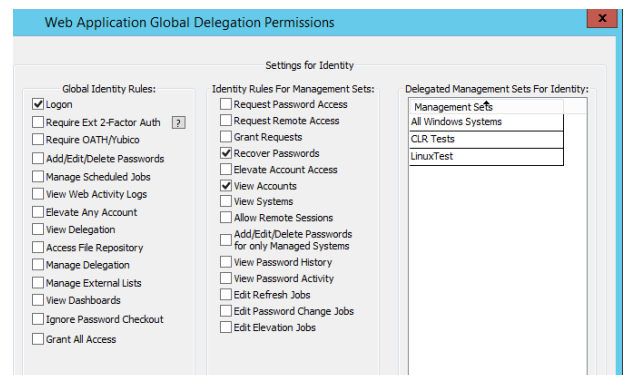 Web Application Global Delegation Permissions
x
Settings for Identity
Global Identity Rules:
Logon
Require Ext 2-Factor Auth ?
Require OATH/Yubico
Add/Edit/Delete Passwords
Manage Scheduled Jobs
View Web Activity Logs
Elevate Any Account
View Delegation
Access File Repository
Manage Delegation
Manage External Lists
View Dashboards
Ignore Password Checkout
Grant All Access
Identity Rules For Management Sets:
Request Password Access
Request Remote Access
Grant Requests
Recover Passwords
Elevate Account Access
View Accounts
View Systems
Allow Remote Sessions
Add/Edit/Delete Passwords
for only Managed Systems
View Password History
View Password Activity
Edit Refresh Jobs
Edit Password Change Jobs
Edit Elevation Jobs
Delegated Management Sets For Identity:
Management Sets
All Windows Systems
CLR Tests
LinuxTest